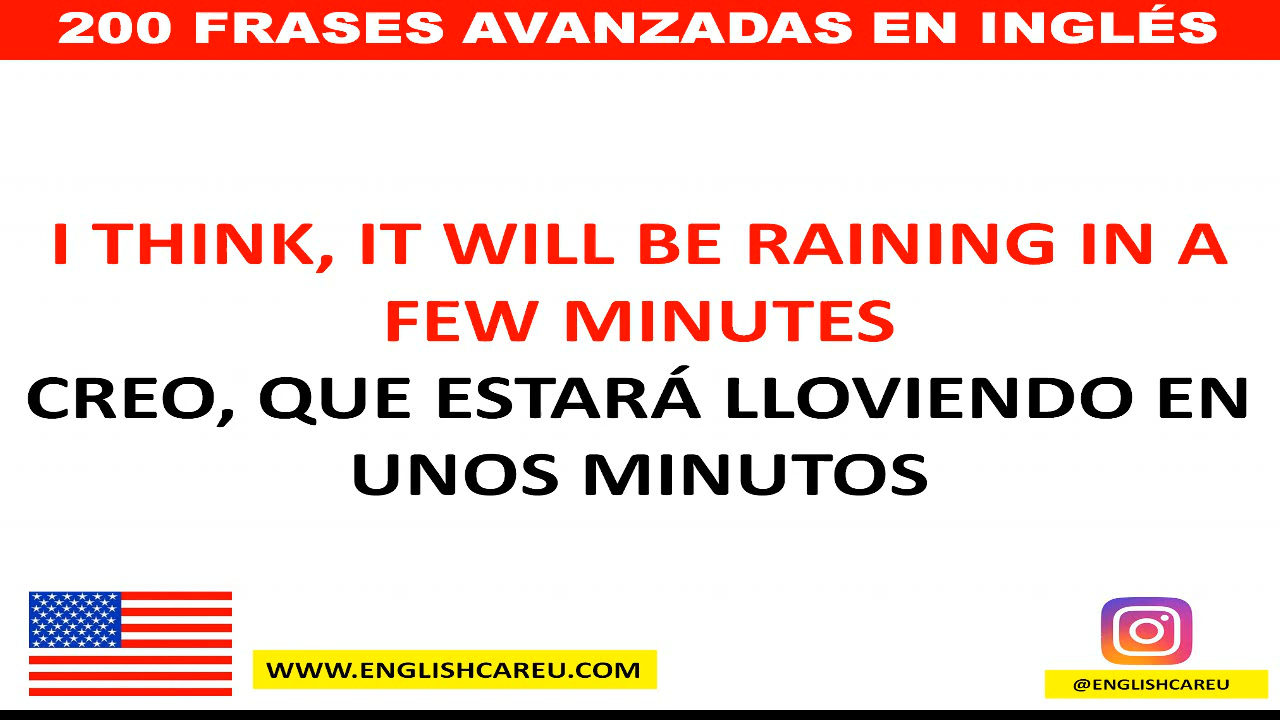 200 FRASES AVANZADAS EN INGLÉS
I THINK, IT WILL BE RAINING IN A
FEW MINUTES
CREO, QUE ESTARÁ LLOVIENDO EN
UNOS MINUTOS
WWW.ENGLISHCAREU.COM
@ENGLISHCAREU